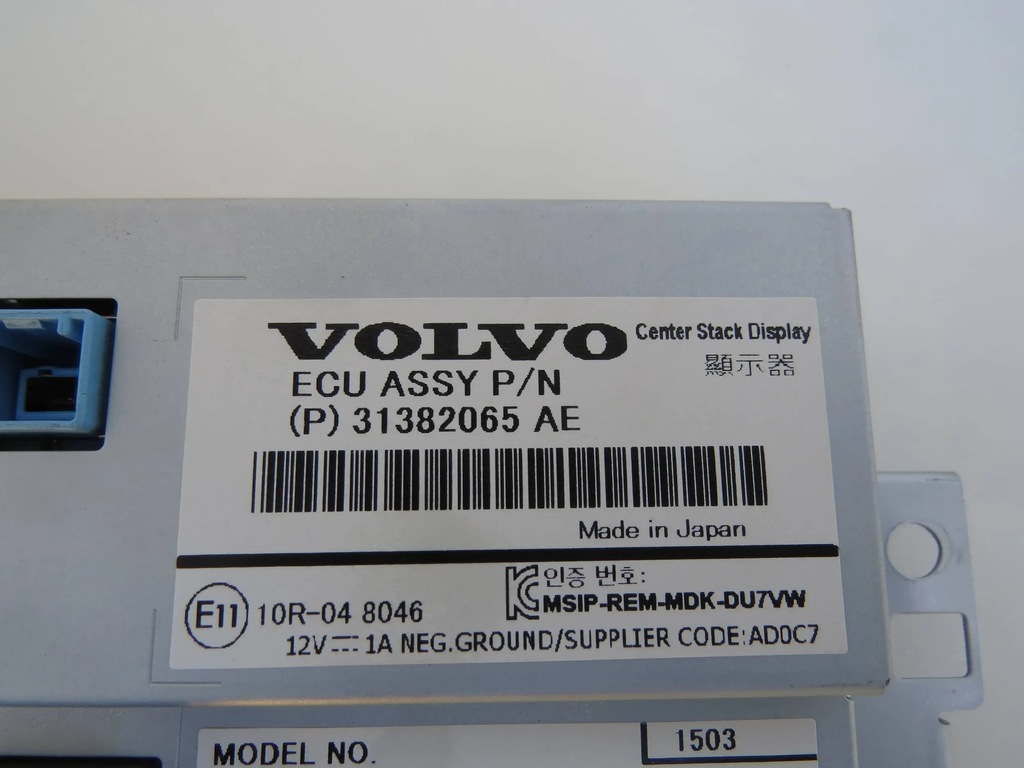 VOLVO Center Stack Display
顯示器
ECU ASSY P/N
(P) 31382065 AE
Made in Japan
E11 10R-04 8046
인증 번호:
MSIP-REM-MDK-DU7VW
12V⎓1A NEG.GROUND/SUPPLIER CODE:AD0C7
MODEL NO. 1503